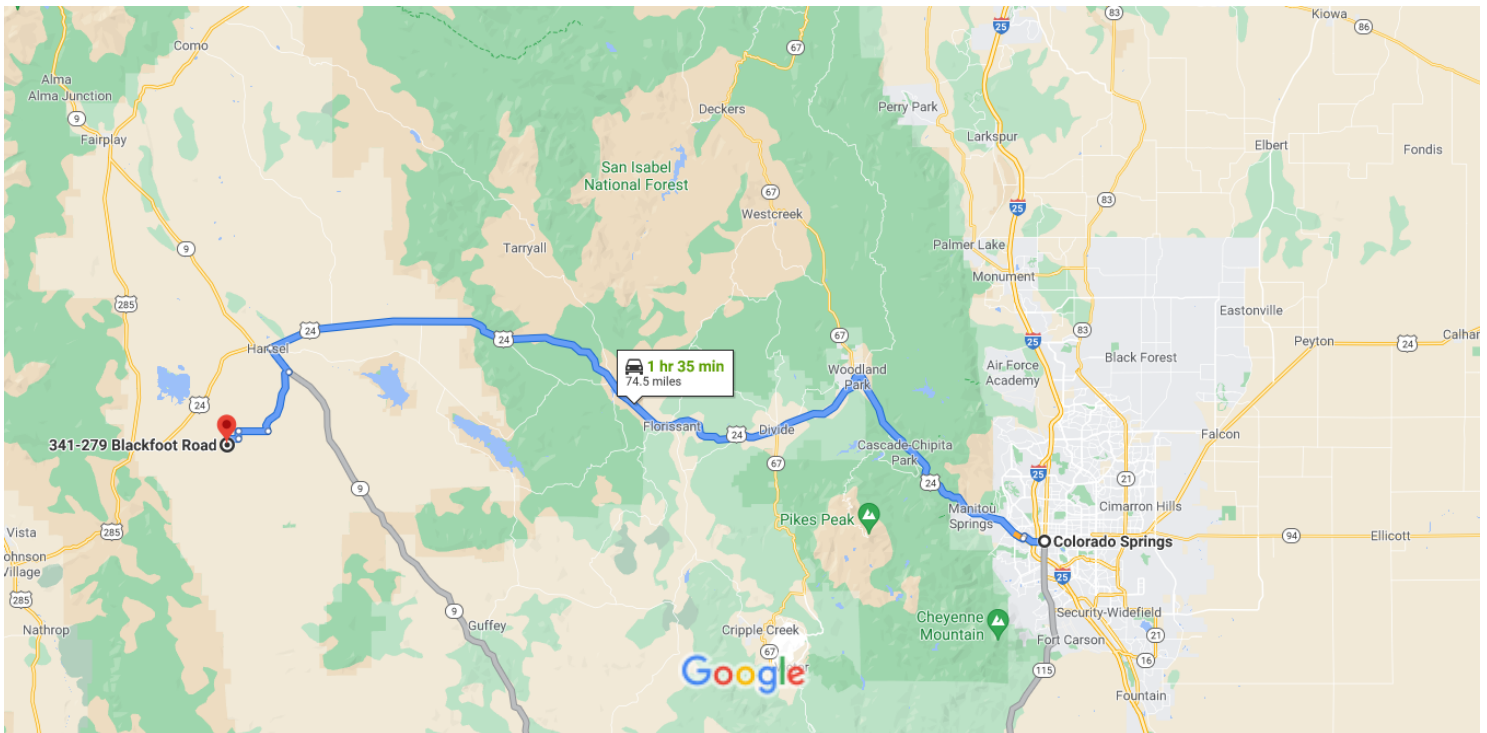 Kiowa
83
25
86
Como
67
Alma
Alma Junction
Deckers
Perry Park
9
Larkspur
Fairplay
Elbert
Fondis
San Isabel
National Forest
67
83
25
Westcreek
Tarryall
9
Palmer Lake
Monument
285
Eastonville
24
67
83
24
25
Peyton
24
Calhan
Hartsel
Black Forest
1 hr 35 min
74.5 miles
Air Force
Academy
Woodland
Park
24
Florissant
24
Divide
Falcon
341-279 Blackfoot Road
Cascade-Chipita
Park
67
25
21
24
9
Manitou
Springs
Cimarron Hills
Pikes Peak
Vista
285
ohnson
Village
Colorado Springs
94
Ellicott
25
285
9
Guffey
Cheyenne
Mountain
Security-Widefield
Nathrop
Cripple Creek
Fort Carson
21
67
16
115
Google
Fountain